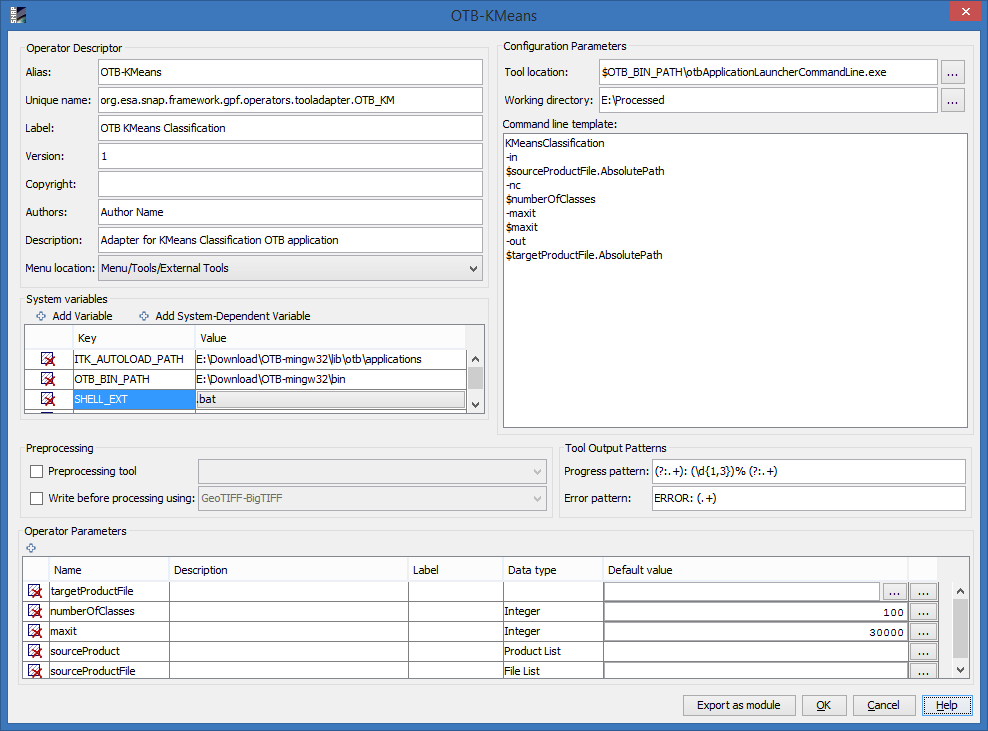 SNAP
OTB-KMeans
Operator Descriptor
Alias: OTB-KMeans
Unique name: org.esa.snap.framework.gpf.operators.tooladapter.OTB_KM
Label: OTB KMeans Classification
Version: 1
Copyright:
Authors: Author Name
Description: Adapter for KMeans Classification OTB application
Menu location: Menu/Tools/External Tools
System variables
Add Variable Add System-Dependent Variable
Key Value
ITK_AUTOLOAD_PATH E:\Download\OTB-mingw32\lib\otb\applications
OTB_BIN_PATH E:\Download\OTB-mingw32\bin
SHELL_EXT .bat
Configuration Parameters
Tool location: $OTB_BIN_PATH\otbApplicationLauncherCommandLine.exe ...
Working directory: E:\Processed ...
Command line template:
KMeansClassification
-in
$sourceProductFile.AbsolutePath
-nc
$numberOfClasses
-maxit
$maxit
-out
$targetProductFile.AbsolutePath
Preprocessing
Preprocessing tool
Write before processing using: GeoTIFF-BigTIFF
Tool Output Patterns
Progress pattern: (?:.+): (\d{1,3})% (?:.+)
Error pattern: ERROR: (.+)
Operator Parameters
Name Description Label Data type Default value
targetProductFile ... ...
numberOfClasses Integer 100 ...
maxit Integer 30000 ...
sourceProduct Product List ...
sourceProductFile File List ...
Export as module OK Cancel Help